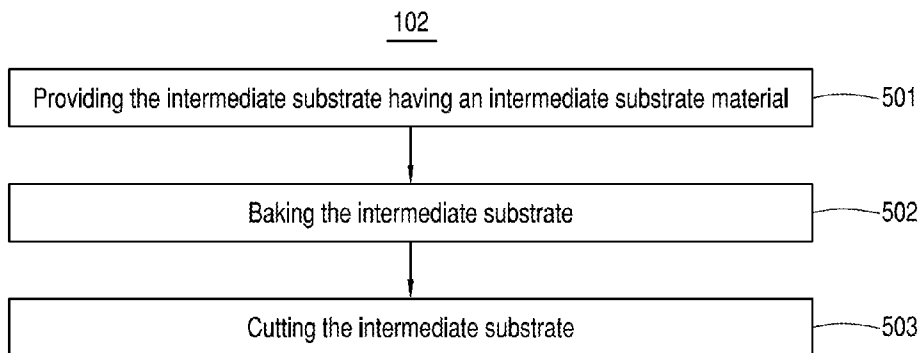 102
Providing the intermediate substrate having an intermediate substrate material
501
Baking the intermediate substrate
502
Cutting the intermediate substrate
503